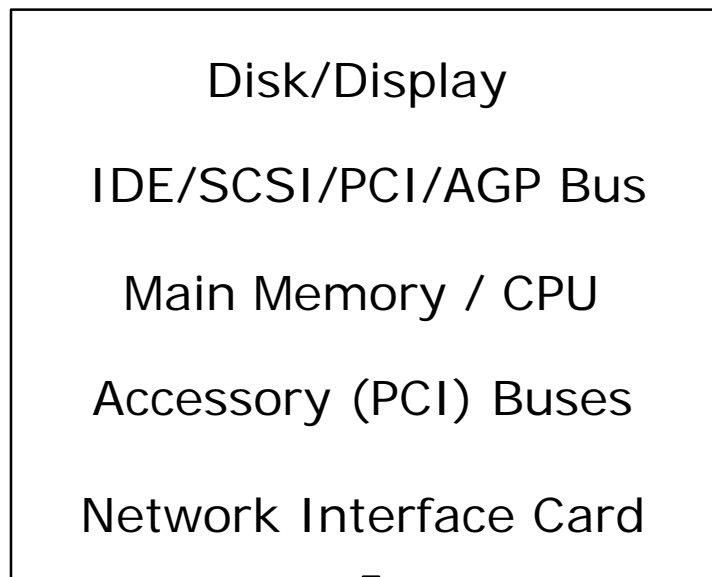 Disk/Display
IDE/SCSI/PCI/AGP Bus
Main Memory / CPU
Accessory (PCI) Buses
Network Interface Card